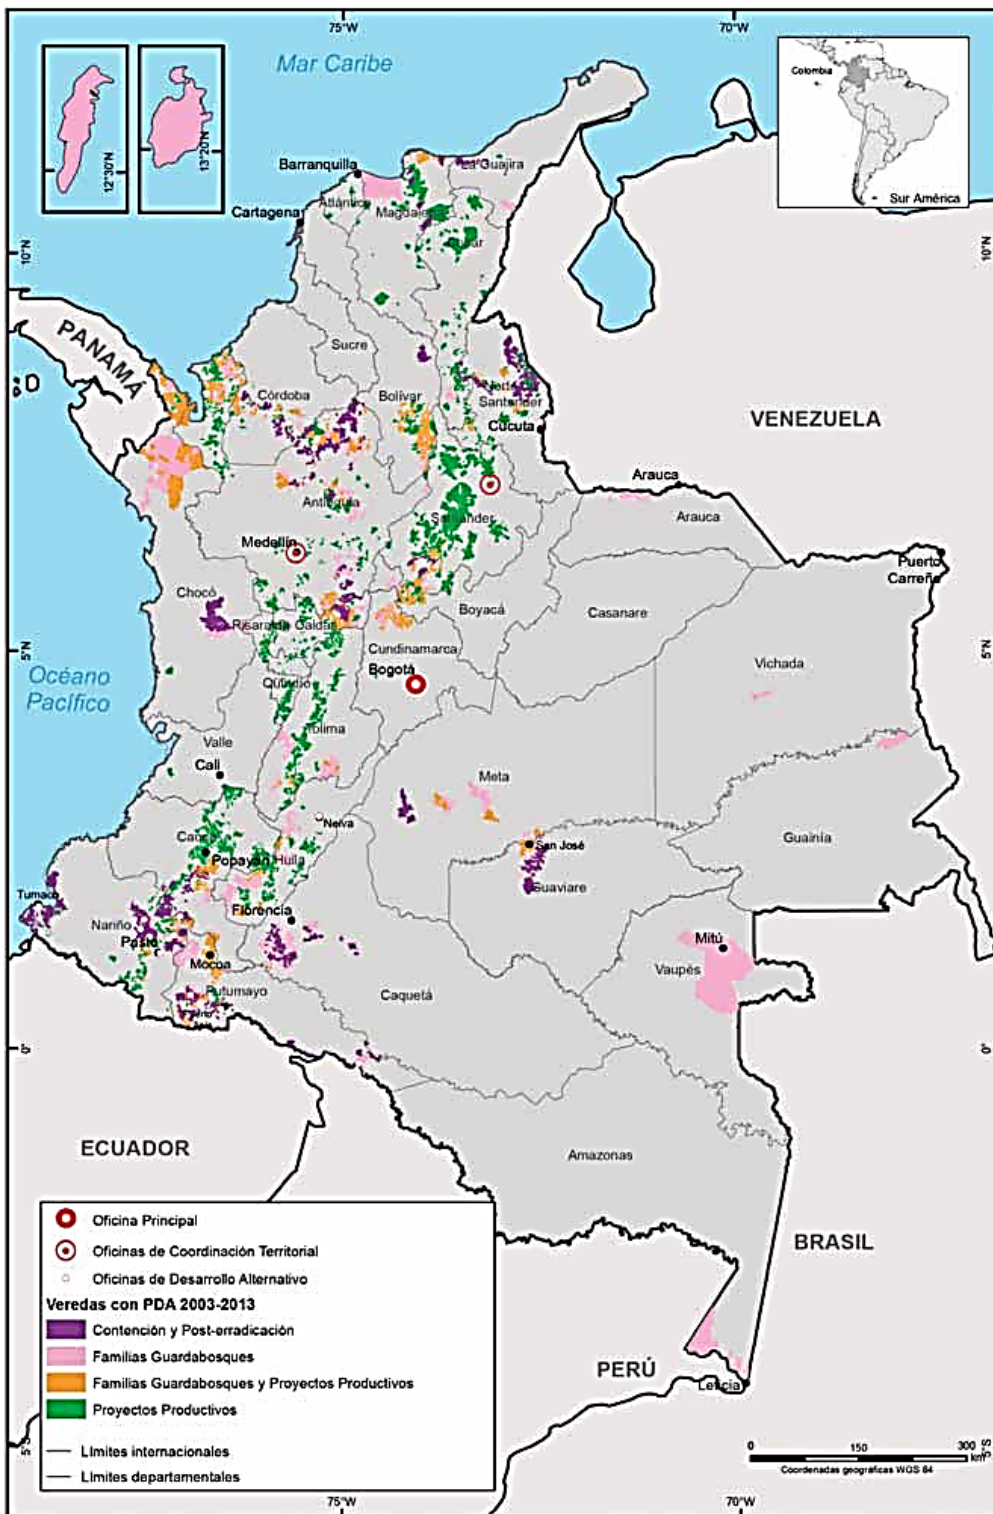 75°W
70°W
Mar Caribe
Colombia
Sur América
12°30'N
13°20'N
La Guajira
Barranquilla
Atlántico
Magdalena
Cartagena
Cesar
10°N
10°N
PANAMÁ
Sucre
Córdoba
Bolívar
Norte de
Santander
Cúcuta
VENEZUELA
Arauca
Antioquia
Santander
Arauca
Medellín
Puerto
Carreño
Chocó
Boyacá
Casanare
Risaralda
Caldas
Cundinamarca
5°N
Vichada
Océano
Pacífico
Quindío
Bogotá
Tolima
Valle
Cali
Meta
Neiva
Cauca
Guainía
San José
Popayán
Huila
Guaviare
Tumaco
Florencia
Nariño
Pasto
Mitú
Mocoa
Vaupés
Putumayo
Caquetá
0°
0°
ECUADOR
Amazonas
BRASIL
PERÚ
Leticia
Oficina Principal
Oficinas de Coordinación Territorial
Oficinas de Desarrollo Alternativo
Veredas con PDA 2003-2013
Contención y Post-erradicación
Familias Guardabosques
Familias Guardabosques y Proyectos Productivos
Proyectos Productivos
Límites internacionales
Límites departamentales
0 150 300
km
Coordenadas geográficas WGS 84
5°S
5°S
75°W
70°W